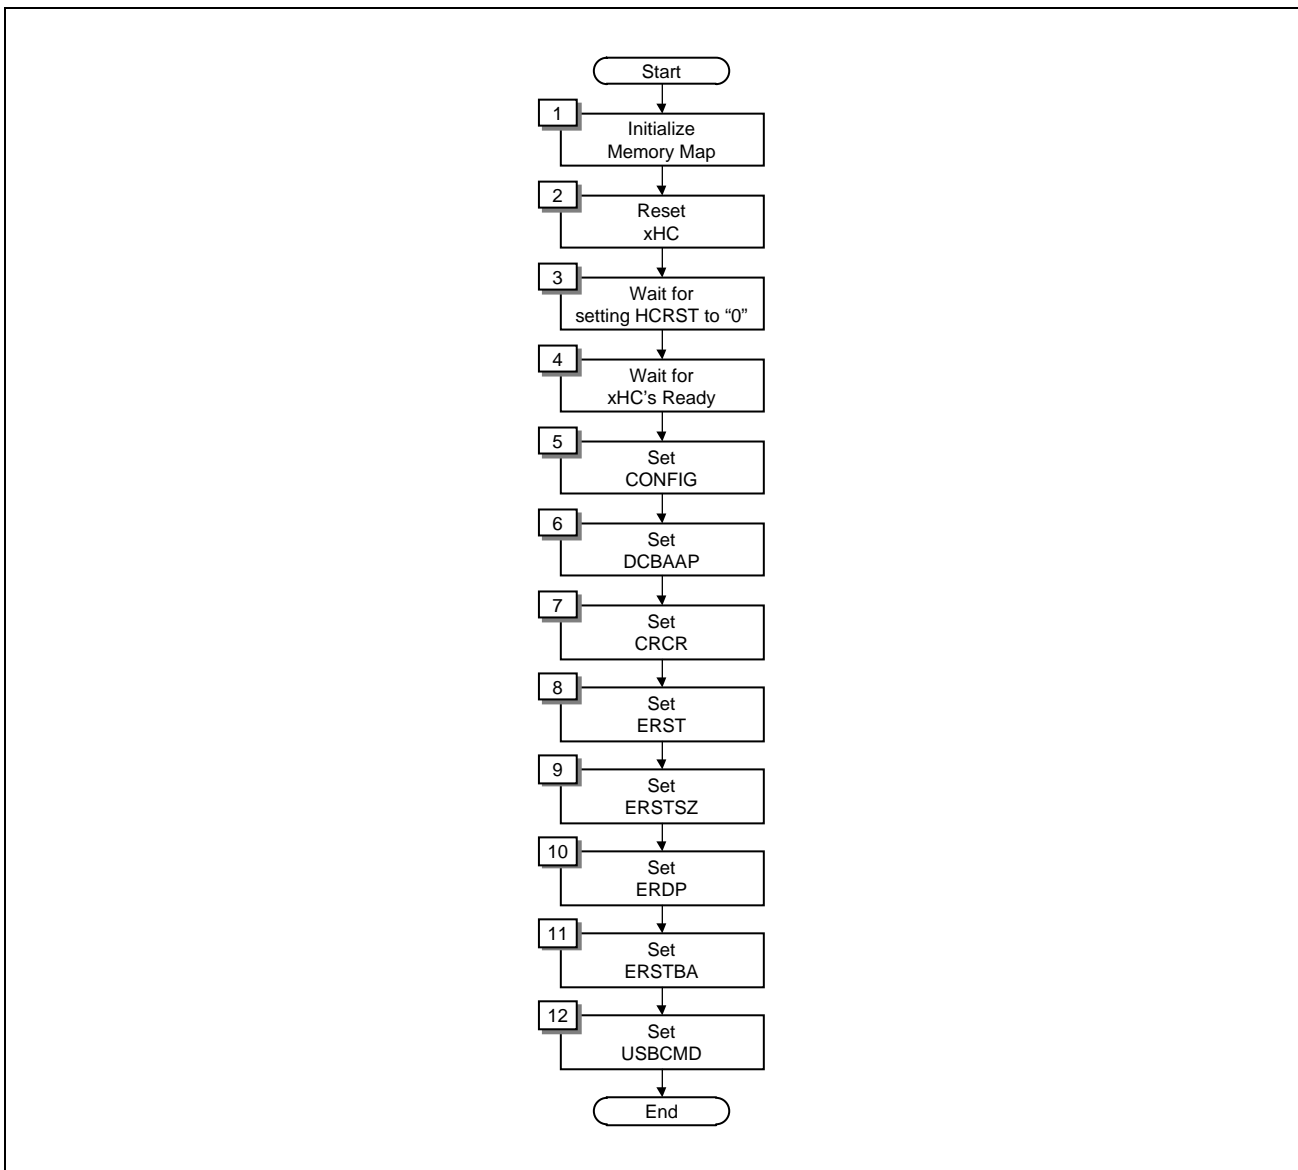 Start
1
Initialize
Memory Map
2
Reset
xHC
3
Wait for
setting HCRST to “0”
4
Wait for
xHC's Ready
5
Set
CONFIG
6
Set
DCBAAP
7
Set
CRCR
8
Set
ERST
9
Set
ERSTSZ
10
Set
ERDP
11
Set
ERSTBA
12
Set
USBCMD
End